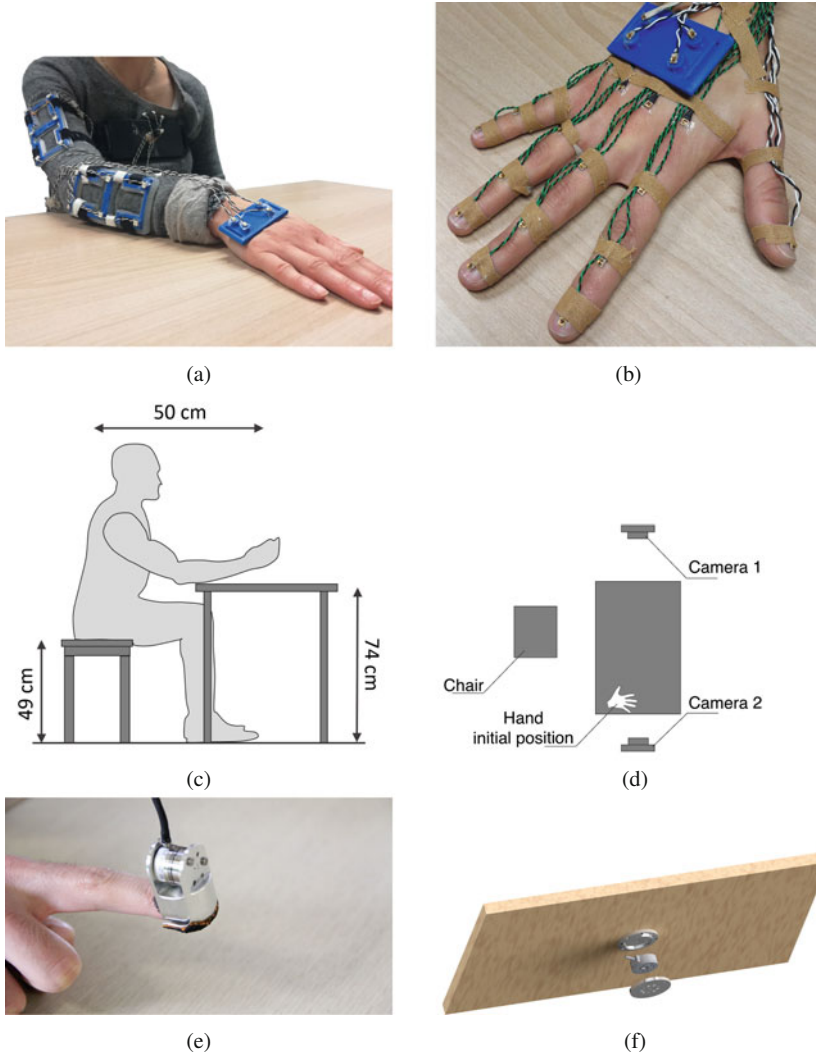 (a)
(b)
50 cm
49 cm
74 cm
(c)
Camera 1
Chair
Hand
initial position
Camera 2
(d)
(e)
(f)